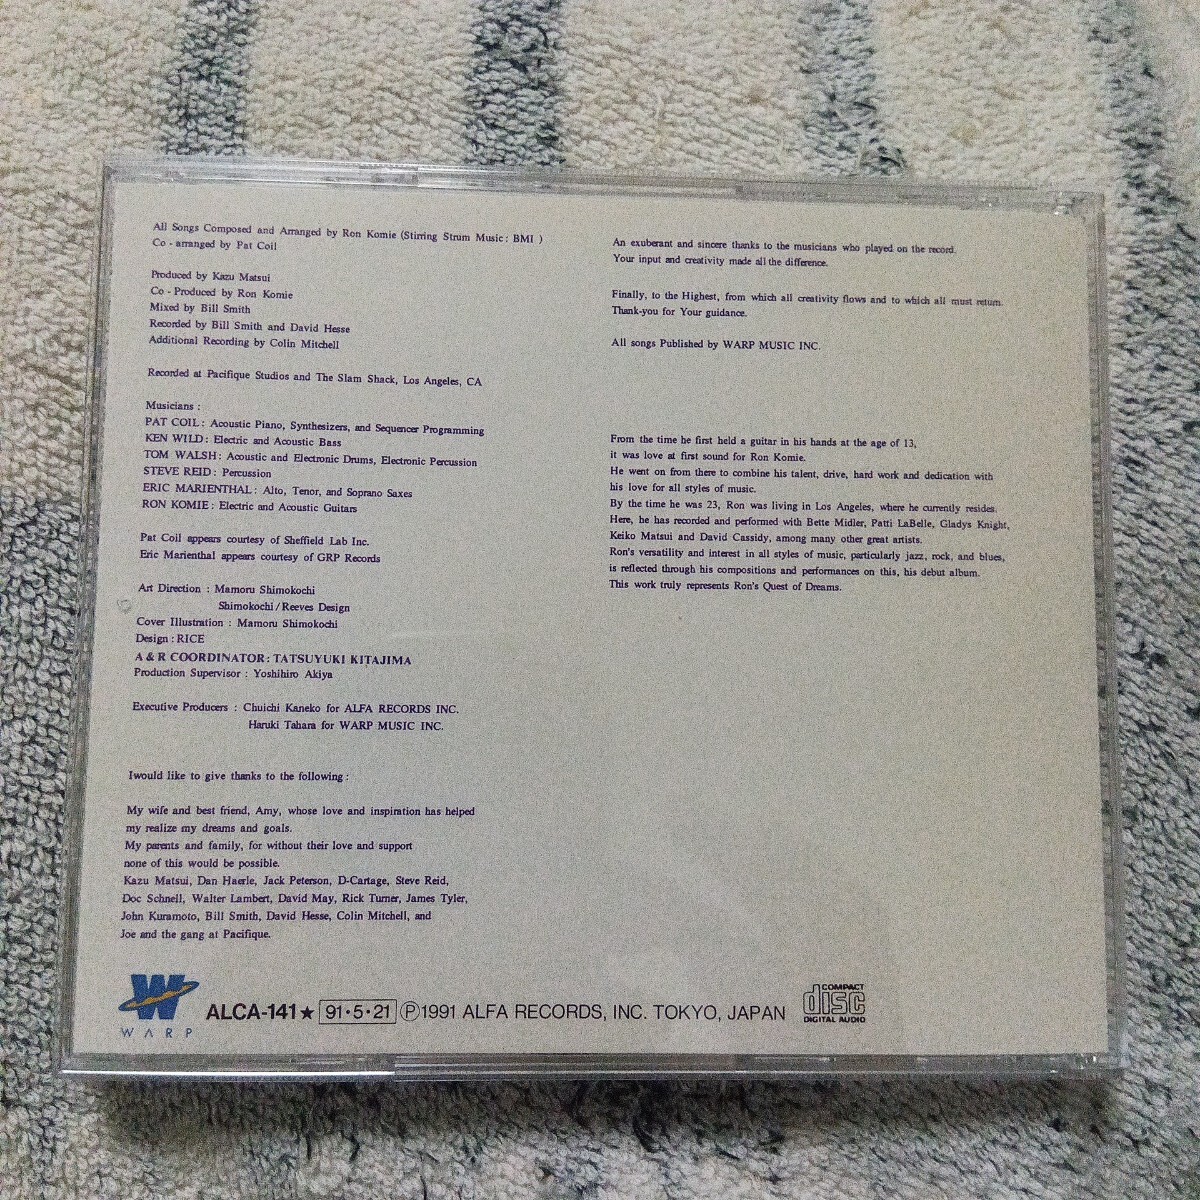 All Songs Composed and Arranged by Ron Komie (Stirring Strum Music : BMI )
Co - arranged by Pat Coil
Produced by Kazu Matsui
Co - Produced by Ron Komie
Mixed by Bill Smith
Recorded by Bill Smith and David Hesse
Additional Recording by Colin Mitchell
Recorded at Pacifique Studios and The Slam Shack, Los Angeles, CA
Musicians :
PAT COIL : Acoustic Piano, Synthesizers, and Sequencer Programming
KEN WILD : Electric and Acoustic Bass
TOM WALSH : Acoustic and Electronic Drums, Electronic Percussion
STEVE REID : Percussion
ERIC MARIENTHAL : Alto, Tenor, and Soprano Saxes
RON KOMIE : Electric and Acoustic Guitars
Pat Coil appears courtesy of Sheffield Lab Inc.
Eric Marienthal appears courtesy of GRP Records
Art Direction : Mamoru Shimokochi
Shimokochi / Reeves Design
Cover Illustration : Mamoru Shimokochi
Design : RICE
A & R COORDINATOR : TATSUYUKI KITAJIMA
Production Supervisor : Yoshihiro Akiya
Executive Producers : Chuichi Kaneko for ALFA RECORDS INC.
Haruki Tahara for WARP MUSIC INC.
I would like to give thanks to the following :
My wife and best friend, Amy, whose love and inspiration has helped
my realize my dreams and goals.
My parents and family, for without their love and support
none of this would be possible.
Kazu Matsui, Dan Haerle, Jack Peterson, D-Cartage, Steve Reid,
Doc Schnell, Walter Lambert, David May, Rick Turner, James Tyler,
John Kuramoto, Bill Smith, David Hesse, Colin Mitchell, and
Joe and the gang at Pacifique.
An exuberant and sincere thanks to the musicians who played on the record.
Your input and creativity made all the difference.
Finally, to the Highest, from which all creativity flows and to which all must return.
Thank-you for Your guidance.
All songs Published by WARP MUSIC INC.
From the time he first held a guitar in his hands at the age of 13,
it was love at first sound for Ron Komie.
He went on from there to combine his talent, drive, hard work and dedication with
his love for all styles of music.
By the time he was 23, Ron was living in Los Angeles, where he currently resides.
Here, he has recorded and performed with Bette Midler, Patti LaBelle, Gladys Knight,
Keiko Matsui and David Cassidy, among many other great artists.
Ron's versatility and interest in all styles of music, particularly jazz, rock, and blues,
is reflected through his compositions and performances on this, his debut album.
This work truly represents Ron's Quest of Dreams.
W
WARP
ALCA-141★ 91・5・21 Ⓟ1991 ALFA RECORDS, INC. TOKYO, JAPAN
COMPACT
disc
DIGITAL AUDIO